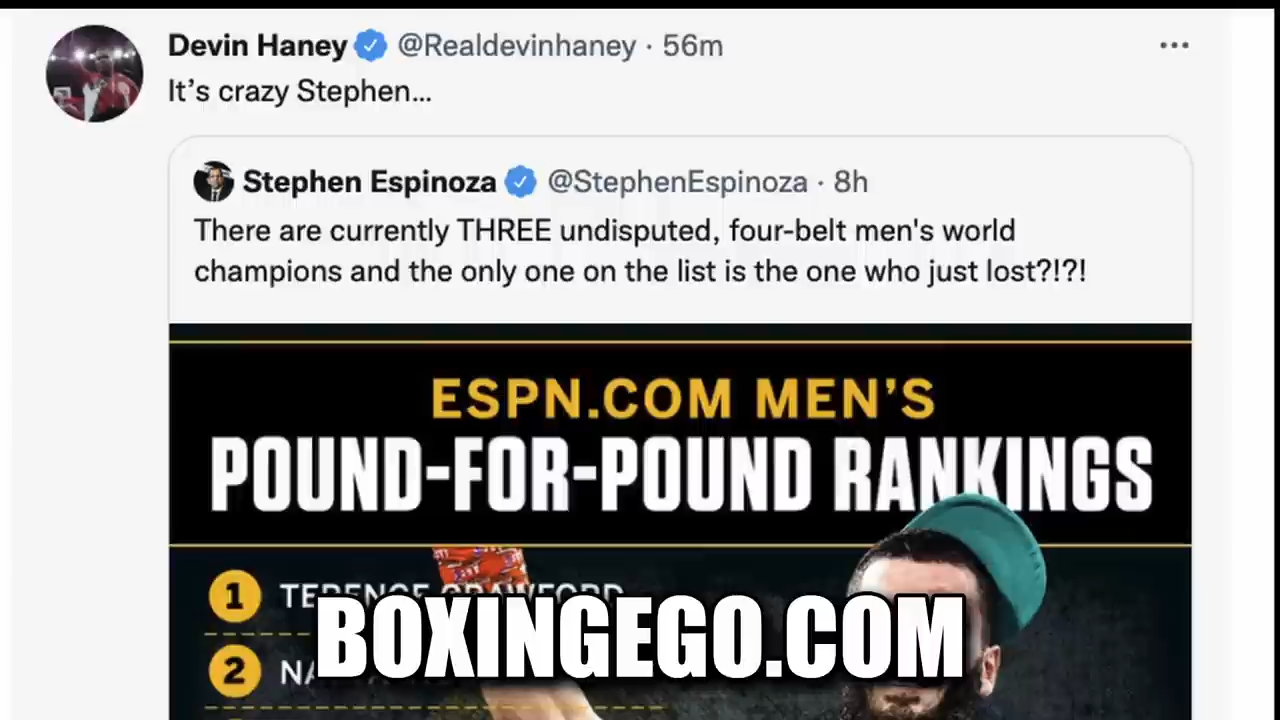 Devin Haney @Realdevinhaney · 56m
It's crazy Stephen...
Stephen Espinoza @StephenEspinoza · 8h
There are currently THREE undisputed, four-belt men's world
champions and the only one on the list is the one who just lost?!?!
ESPN.COM MEN'S
POUND-FOR-POUND RANKINGS
1 TERENCE CRAWFORD
BOXINGEGO.COM
2